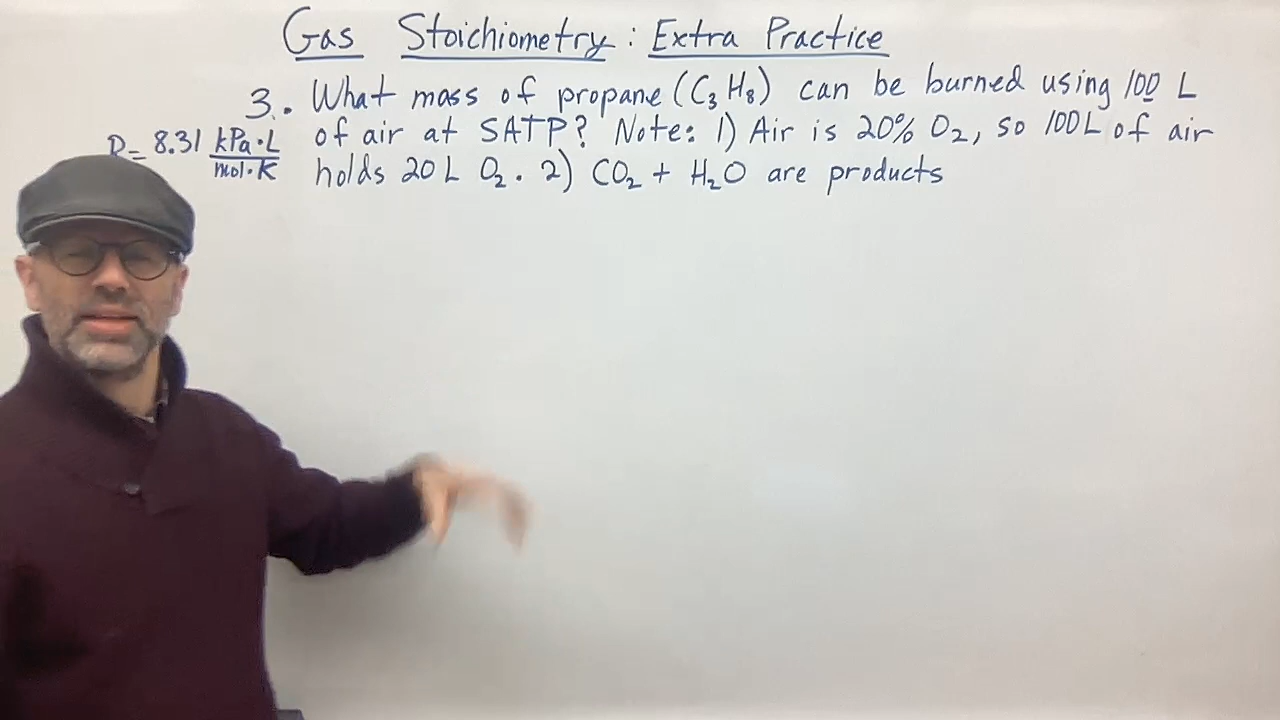 Gas Stoichiometry: Extra Practice
3. What mass of propane (C₃H₈) can be burned using 100 L
of air at SATP? Note: 1) Air is 20% O₂, so 100L of air
holds 20 L O₂. 2) CO₂ + H₂O are products
R= 8.31 kPa·L
mol·K